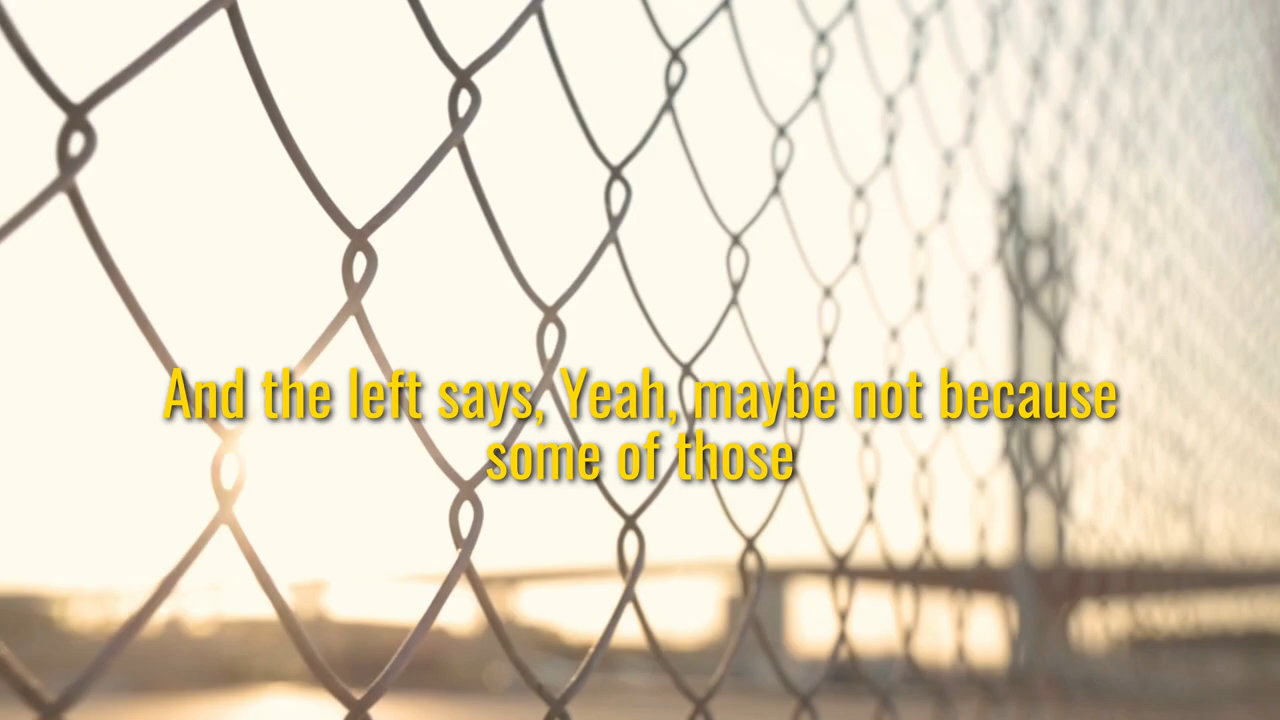 And the left says, Yeah, maybe not because
some of those